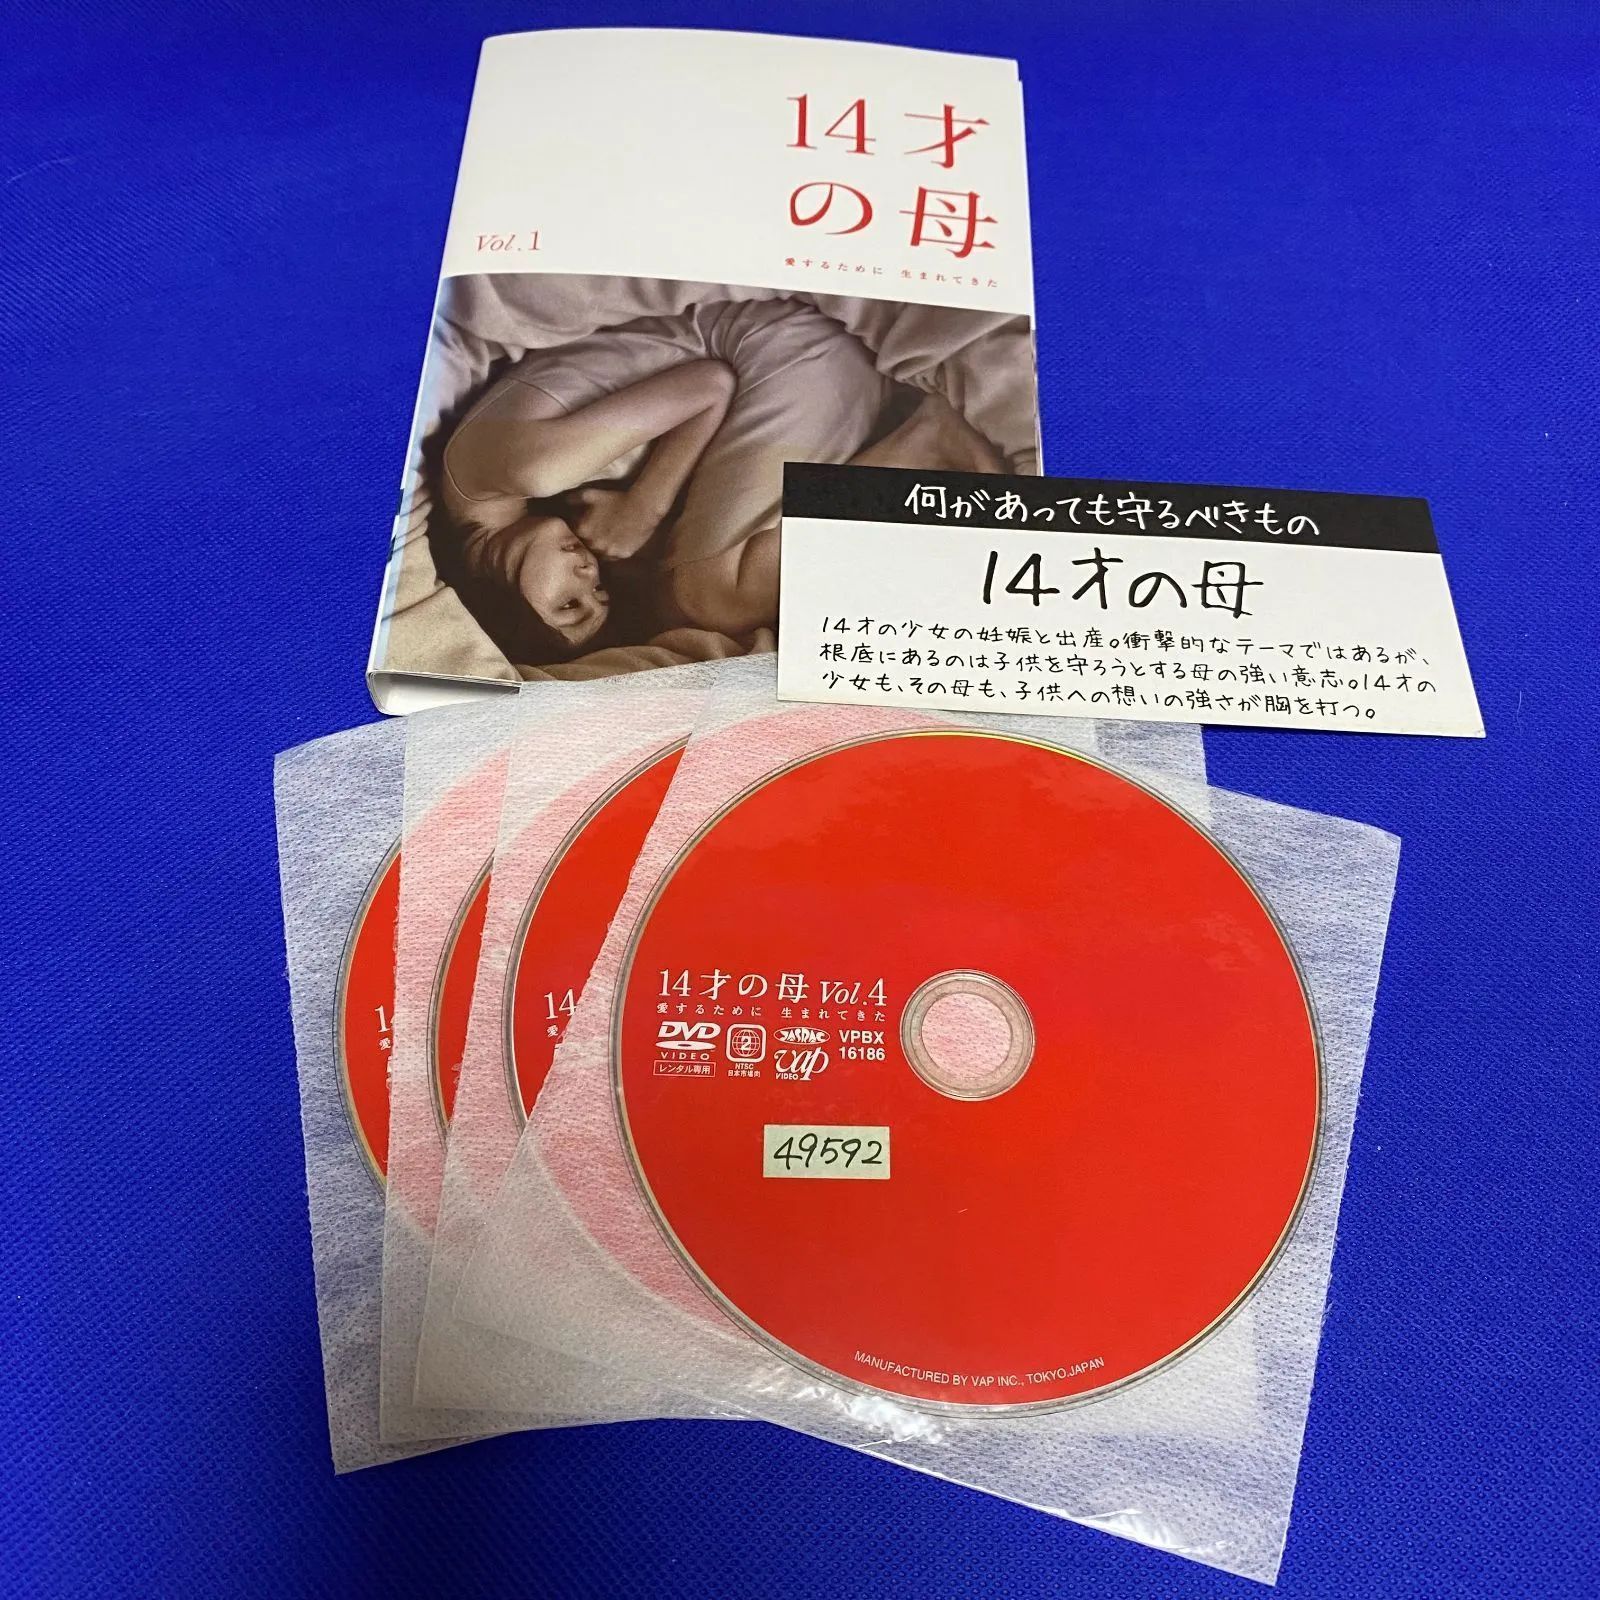 14才
の母
愛するために 生まれてきた
Vol.1
何があっても守るべきもの
14才の母
14才の少女の妊娠と出産。衝撃的なテーマではあるが、
根底にあるのは子供を守ろうとする母の強い意志。14才の
少女も、その母も、子供への想いの強さが胸を打つ。
14
愛
14
愛
14才の母 Vol.4
愛するために 生まれてきた
DVD
VIDEO
レンタル専用
2
NTSC
日本市場向
JASRAC
vap
VIDEO
VPBX
16186
49592
MANUFACTURED BY VAP INC., TOKYO.JAPAN